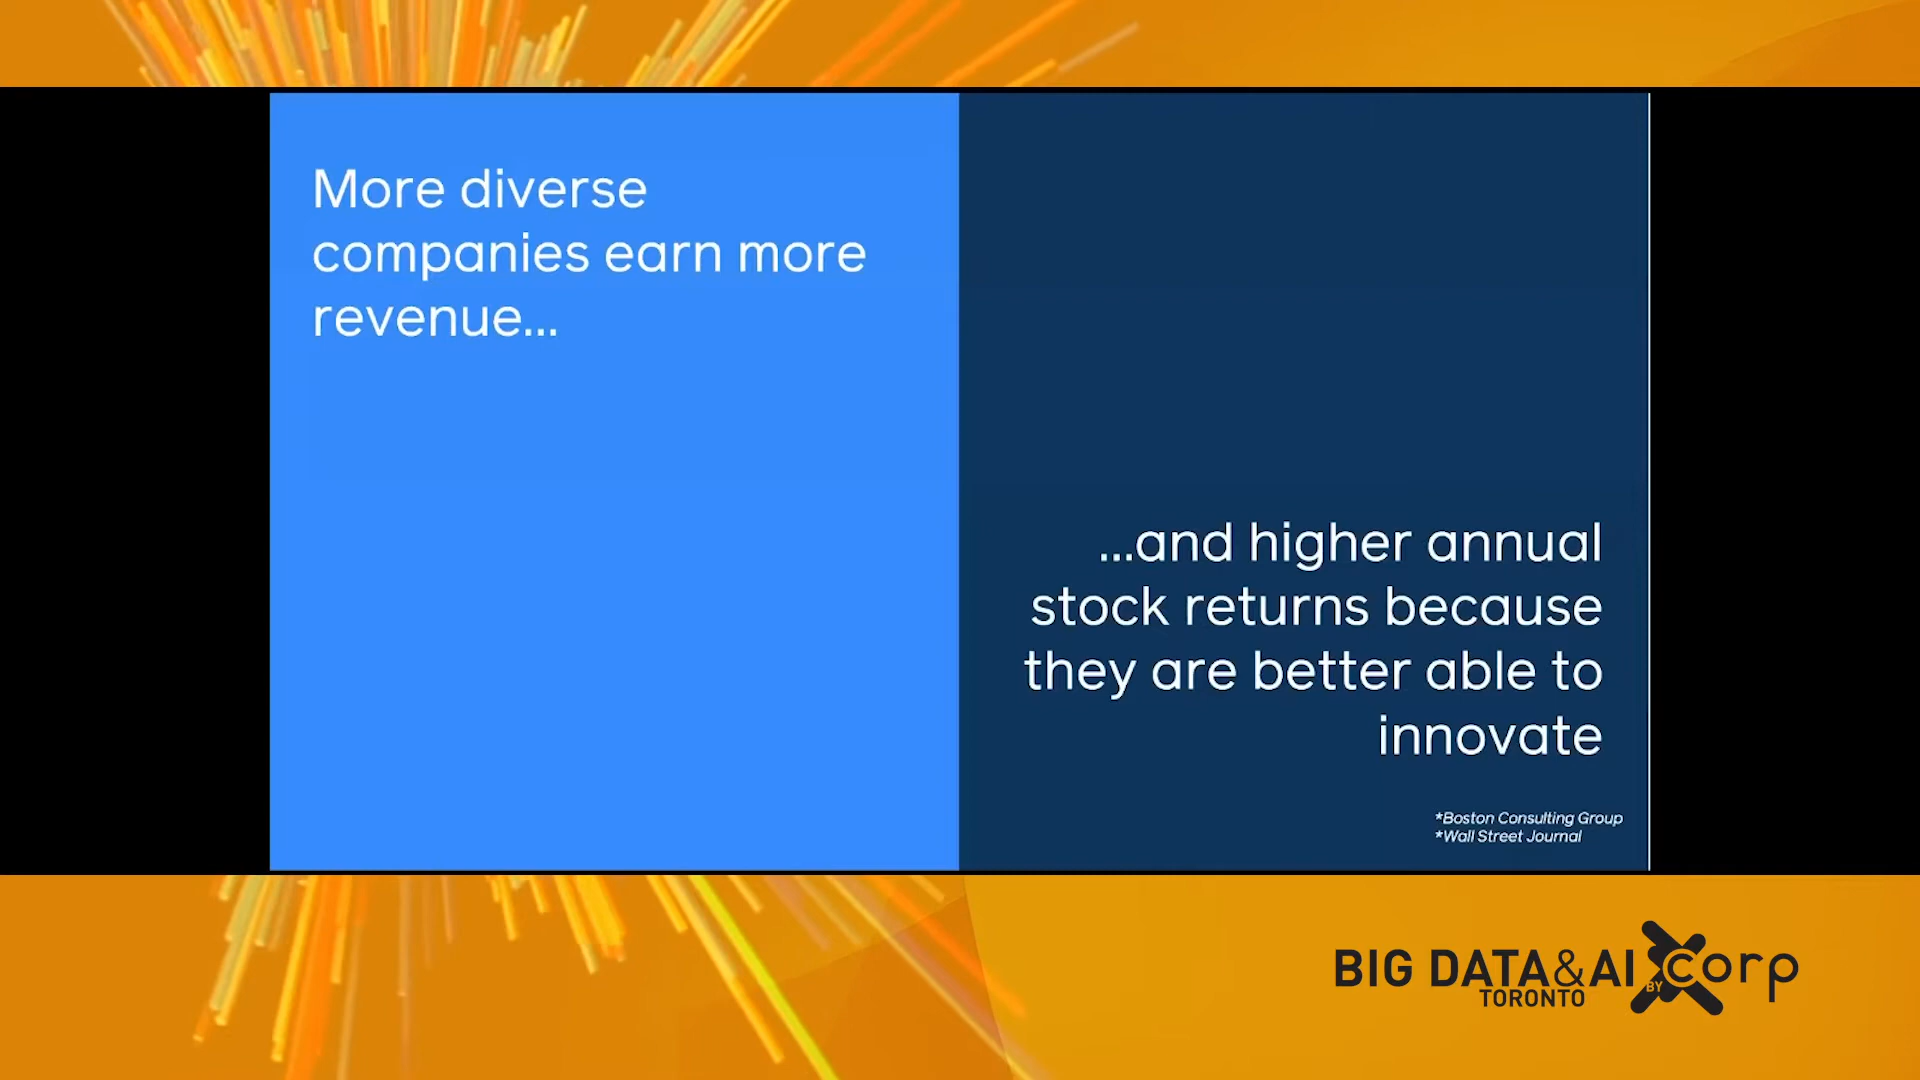 More diverse
companies earn more
revenue...
...and higher annual
stock returns because
they are better able to
innovate
*Boston Consulting Group
*Wall Street Journal
BIG DATA&AI
TORONTO
BY
corp